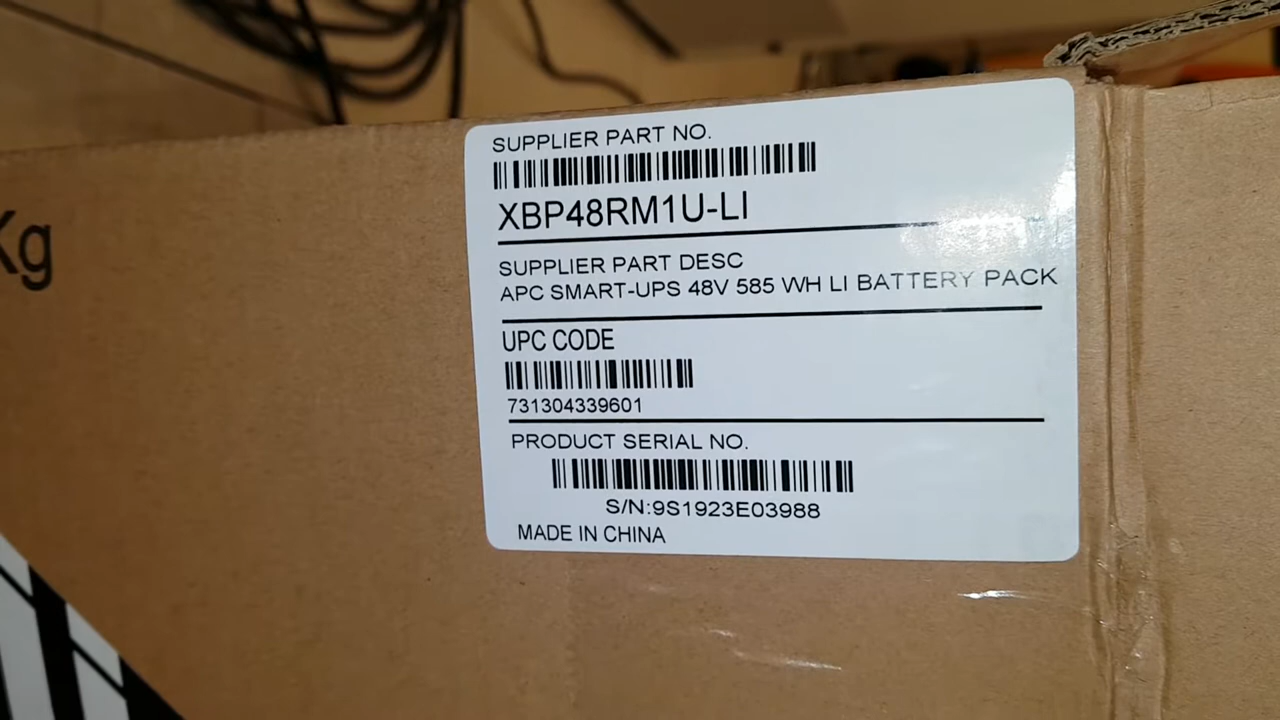 Kg
SUPPLIER PART NO.
XBP48RM1U-LI
SUPPLIER PART DESC
APC SMART-UPS 48V 585 WH LI BATTERY PACK
UPC CODE
731304339601
PRODUCT SERIAL NO.
S/N:9S1923E03988
MADE IN CHINA